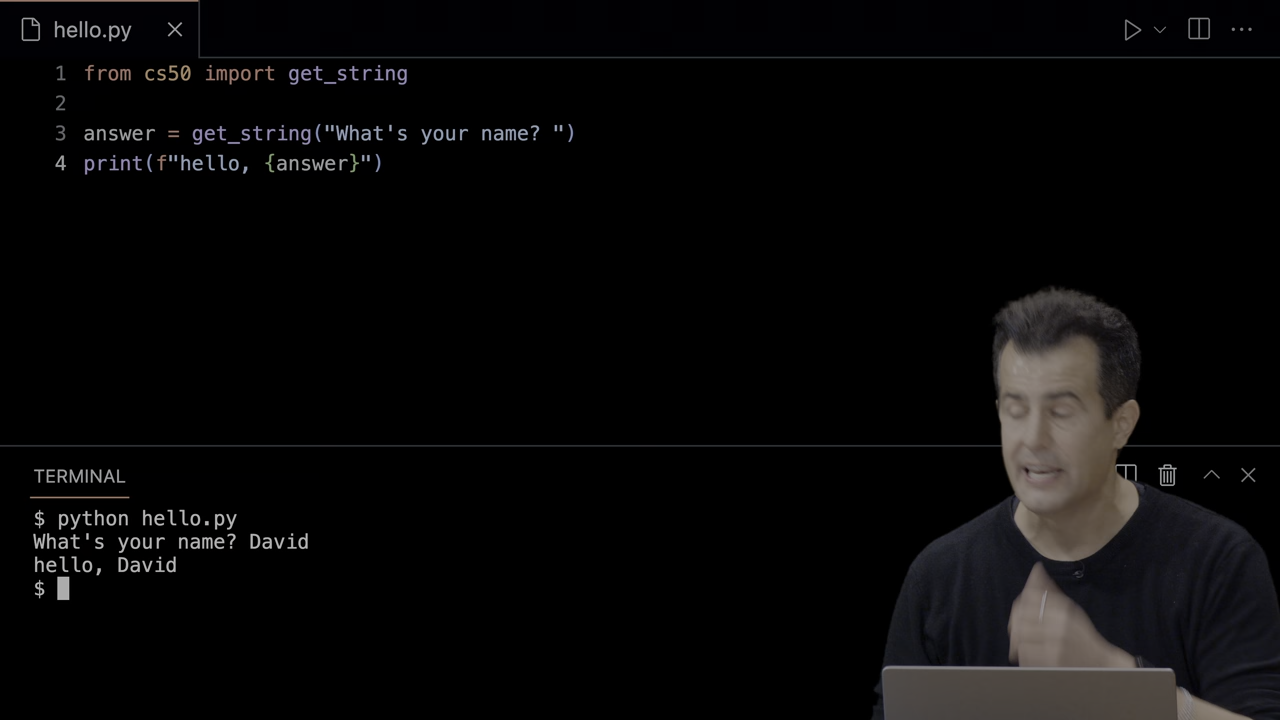 hello.py
1 from cs50 import get_string
2
3 answer = get_string("What's your name? ")
4 print(f"hello, {answer}")
TERMINAL
$ python hello.py
What's your name? David
hello, David
$